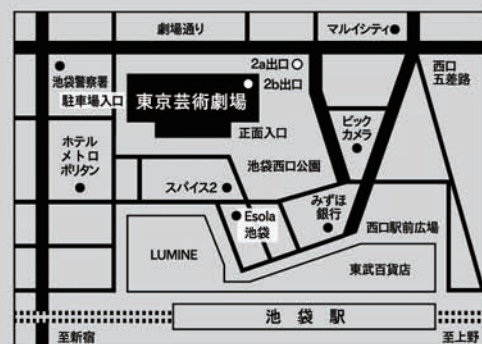 劇場通り
マルイシティ
2a出口
西口
五差路
池袋警察署
2b出口
駐車場入口
東京芸術劇場
正面入口
ビック
カメラ
ホテル
メトロ
ポリタン
池袋西口公園
スパイス2
みずほ
銀行
Esola
池袋
西口駅前広場
LUMINE
東武百貨店
池袋駅
至新宿
至上野